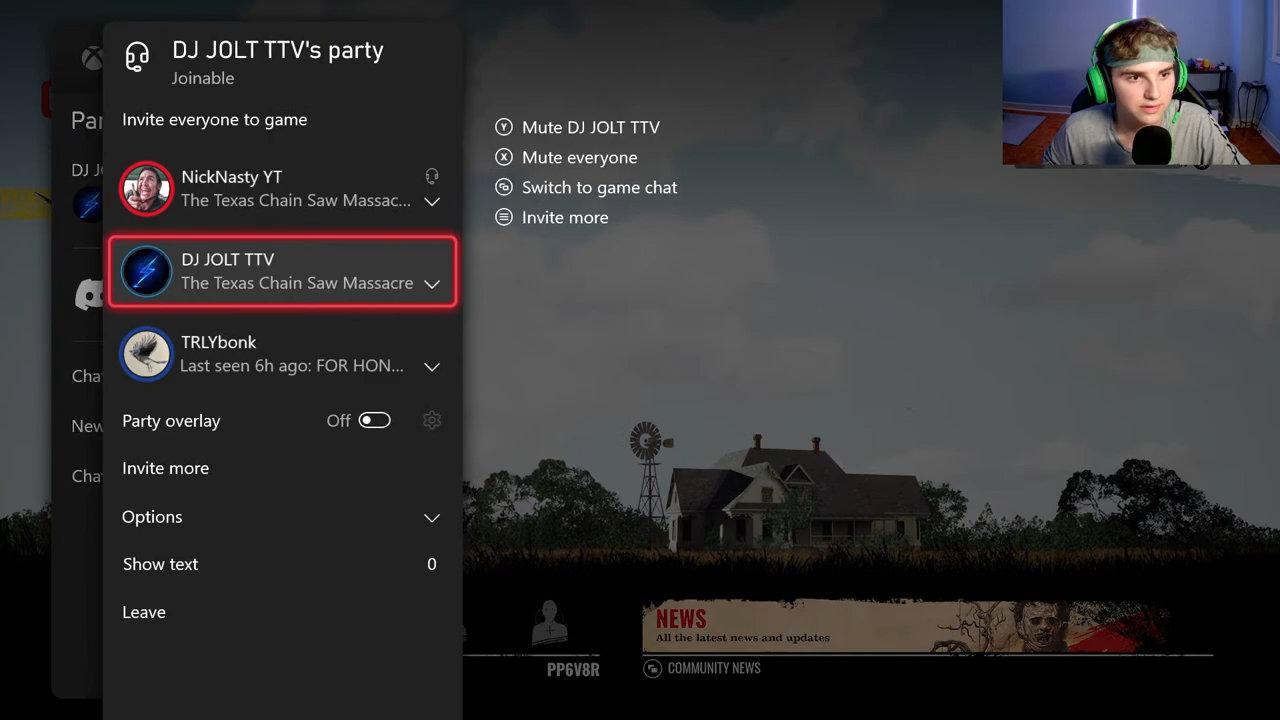 DJ JOLT TTV's party
Joinable
Invite everyone to game
NickNasty YT
The Texas Chain Saw Massac...
DJ JOLT TTV
The Texas Chain Saw Massacre
TRLYbonk
Last seen 6h ago: FOR HON...
Party overlay Off
Invite more
Options
Show text 0
Leave
Y Mute DJ JOLT TTV
X Mute everyone
Switch to game chat
Invite more
Par
DJ J
Cha
New
Cha
PP6V8R
NEWS
All the latest news and updates
COMMUNITY NEWS